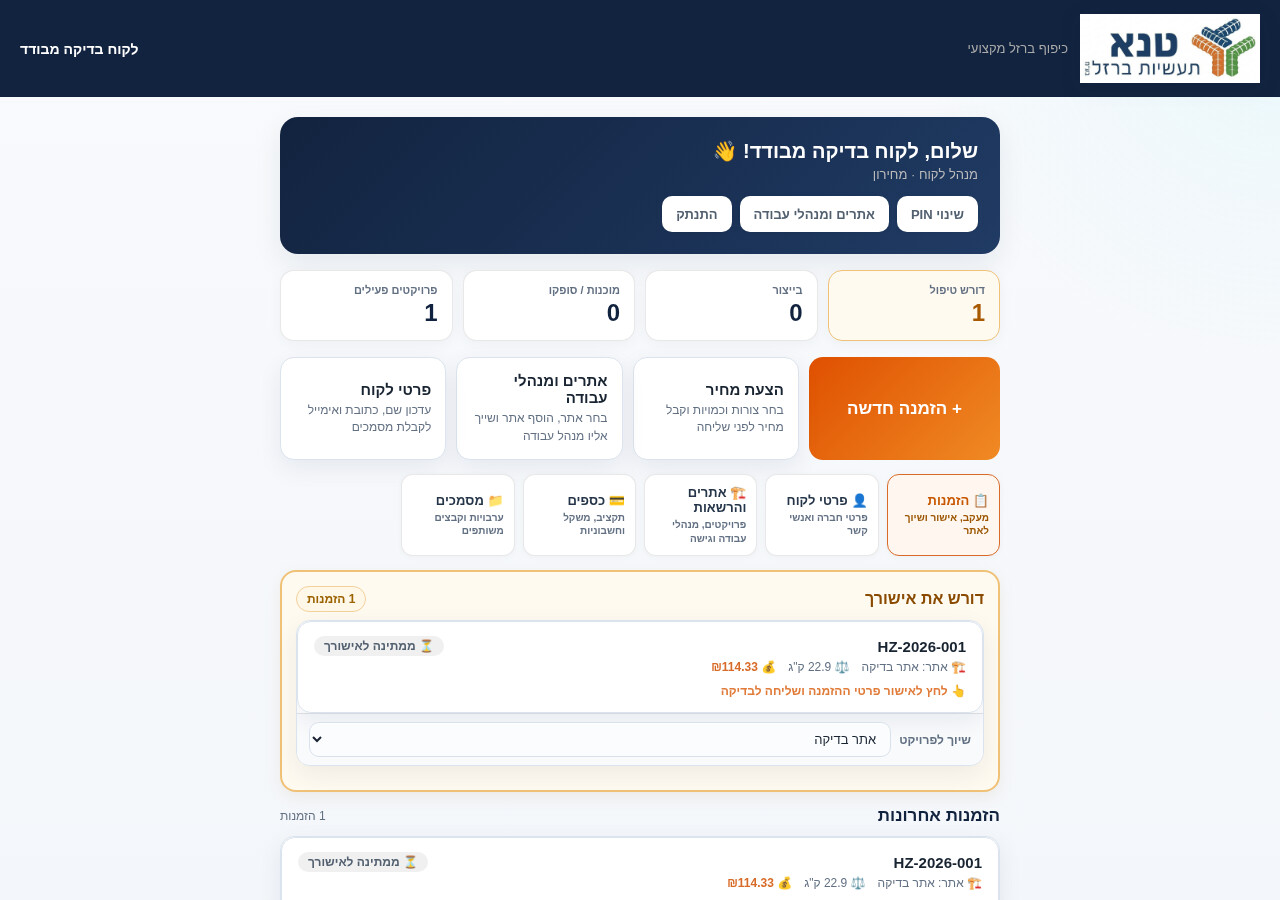 טנא
תעשיות ברזל
בע"מ
כיפוף ברזל מקצועי
לקוח בדיקה מבודד
שלום, לקוח בדיקה מבודד! 👋
מנהל לקוח · מחירון
שינוי PIN
אתרים ומנהלי עבודה
התנתק
דורש טיפול
1
בייצור
0
מוכנות / סופקו
0
פרויקטים פעילים
1
+ הזמנה חדשה
הצעת מחיר
בחר צורות וכמויות וקבל
מחיר לפני שליחה
אתרים ומנהלי
עבודה
בחר אתר, הוסף אתר ושייך
אליו מנהל עבודה
פרטי לקוח
עדכון שם, כתובת ואימייל
לקבלת מסמכים
📋 הזמנות
מעקב, אישור ושיוך
לאתר
👤 פרטי לקוח
פרטי חברה ואנשי
קשר
🏗️ אתרים
והרשאות
פרויקטים, מנהלי
עבודה וגישה
💳 כספים
תקציב, משקל
וחשבוניות
📁 מסמכים
ערבויות וקבצים
משותפים
דורש את אישורך
1 הזמנות
HZ-2026-001
⏳ ממתינה לאישורך
🏗️ אתר: אתר בדיקה ⚖️ 22.9 ק"ג 💰 ₪114.33
👆 לחץ לאישור פרטי ההזמנה ושליחה לבדיקה
שיוך לפרויקט
אתר בדיקה
הזמנות אחרונות
1 הזמנות
HZ-2026-001
⏳ ממתינה לאישורך
🏗️ אתר: אתר בדיקה ⚖️ 22.9 ק"ג 💰 ₪114.33